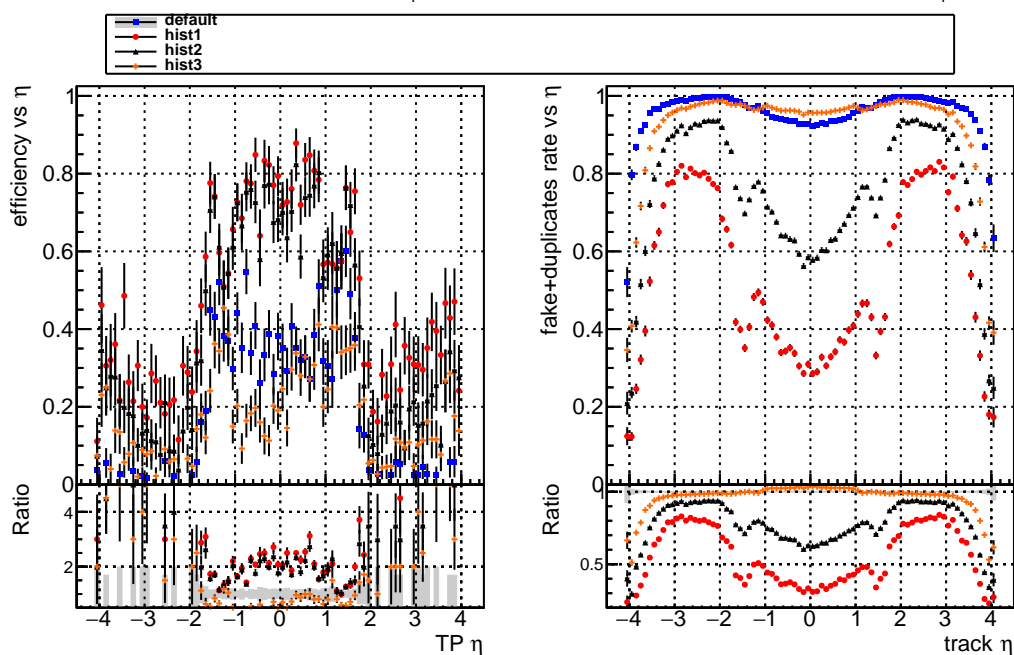 default
hist1
hist2
hist3
efficiency vs η
1
0.8
0.6
0.4
0.2
0
Ratio
4
2
−4 −3 −2 −1 0 1 2 3 4
TP η
fake+duplicates rate vs η
1
0.8
0.6
0.4
0.2
0
Ratio
0.5
−4 −3 −2 −1 0 1 2 3 4
track η